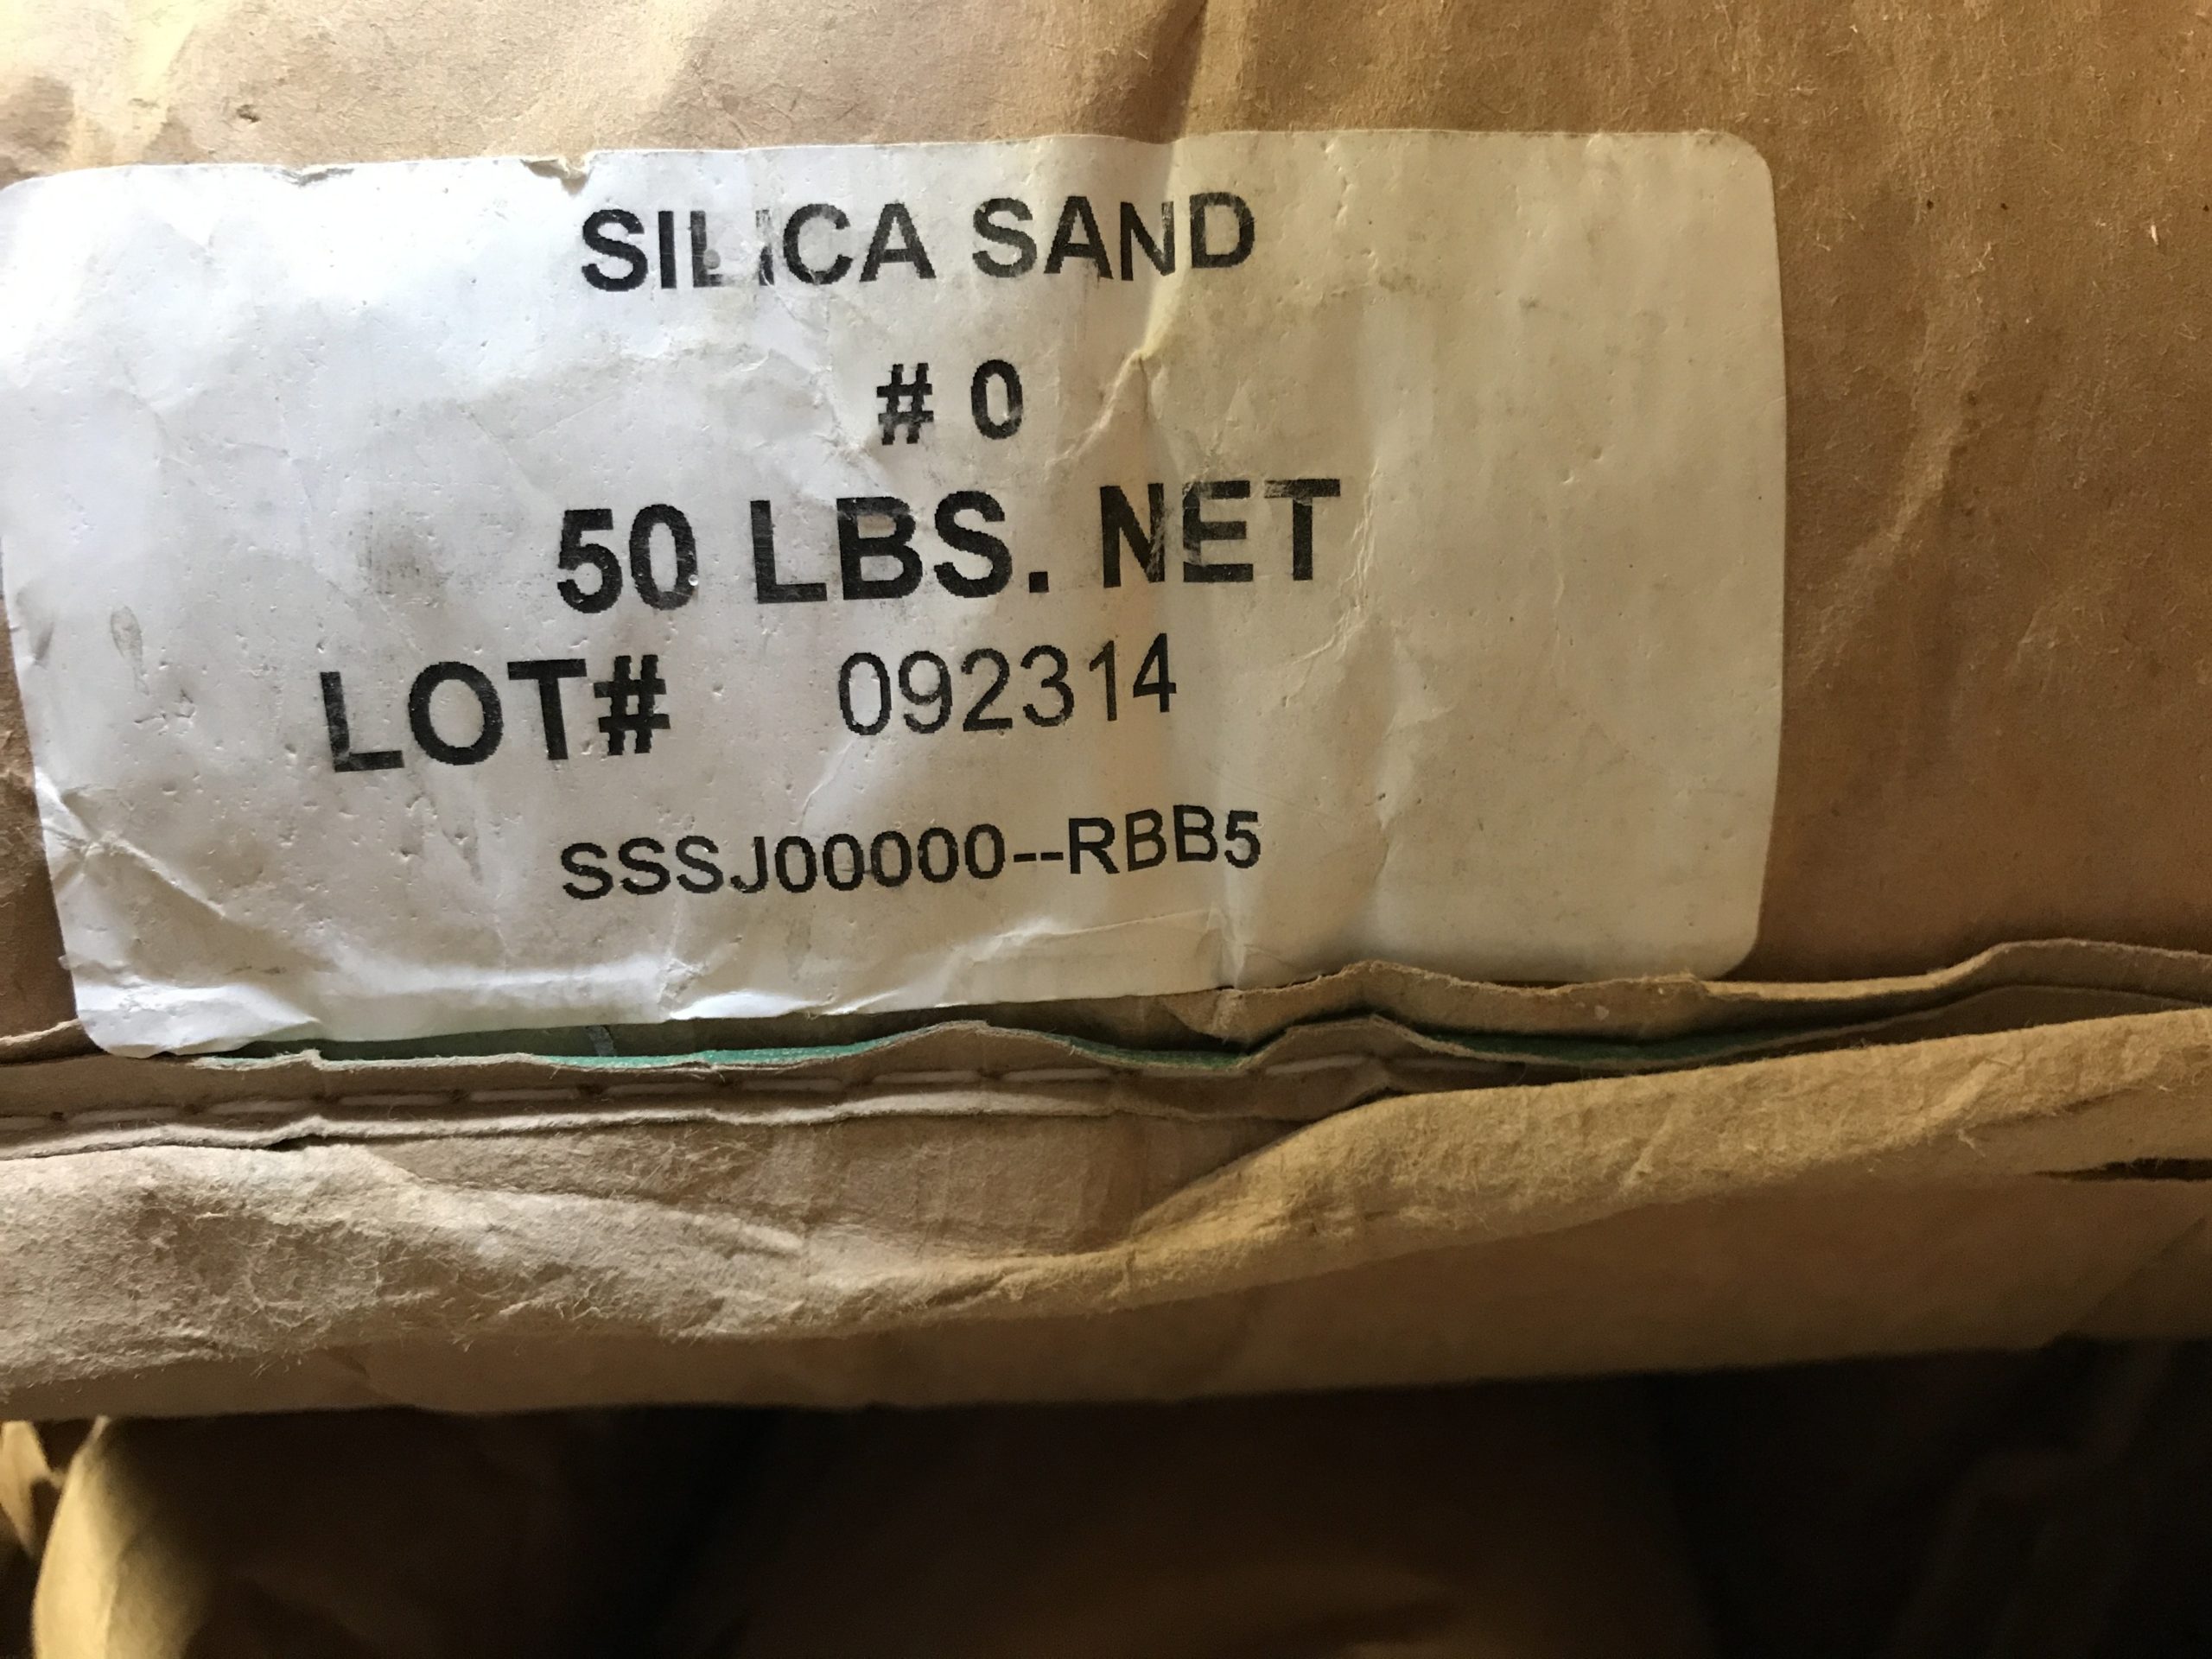 SILICA SAND
# 0
50 LBS. NET
LOT# 092314
SSSJ00000--RBB5